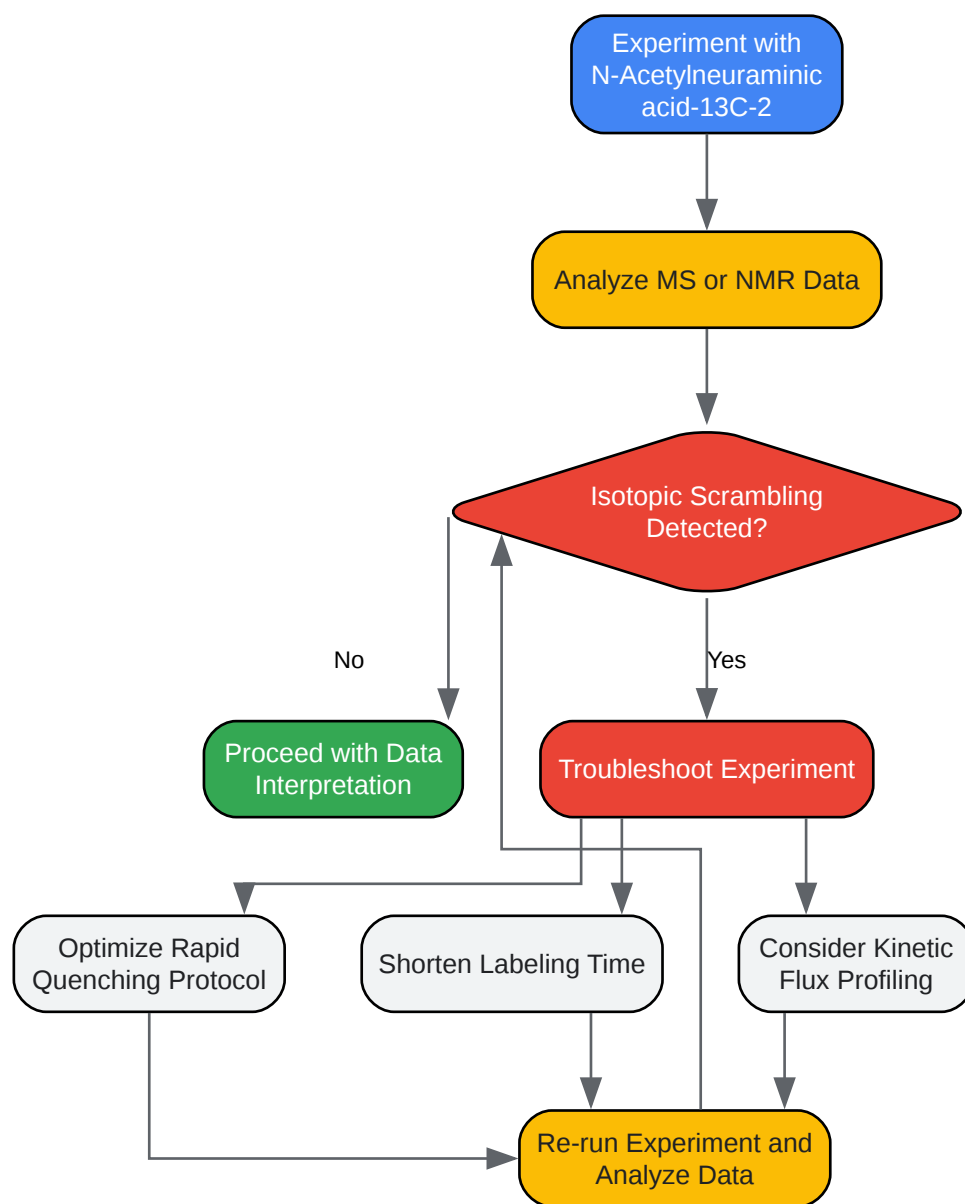 Experiment with
N-Acetylneuraminic
acid-13C-2
Analyze MS or NMR Data
Isotopic Scrambling
Detected?
No
Yes
Proceed with Data
Interpretation
Troubleshoot Experiment
Optimize Rapid
Quenching Protocol
Shorten Labeling Time
Consider Kinetic
Flux Profiling
Re-run Experiment and
Analyze Data